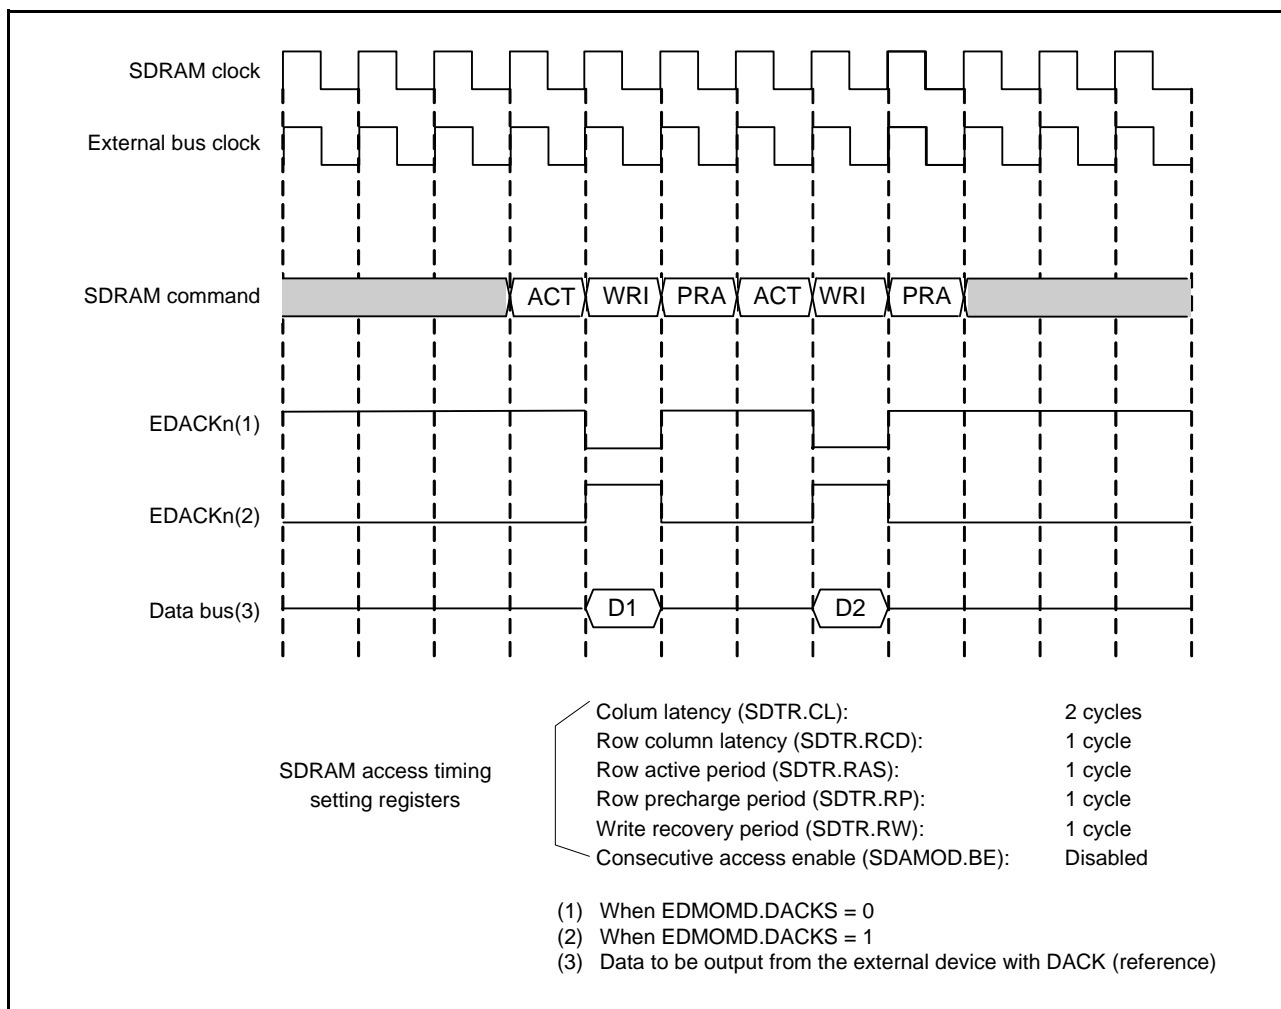 SDRAM clock
External bus clock
SDRAM command
ACT WRI PRA ACT WRI PRA
EDACKn(1)
EDACKn(2)
Data bus(3)
D1 D2
SDRAM access timing
setting registers
Colum latency (SDTR.CL): 2 cycles
Row column latency (SDTR.RCD): 1 cycle
Row active period (SDTR.RAS): 1 cycle
Row precharge period (SDTR.RP): 1 cycle
Write recovery period (SDTR.RW): 1 cycle
Consecutive access enable (SDAMOD.BE): Disabled
(1) When EDMOMD.DACKS = 0
(2) When EDMOMD.DACKS = 1
(3) Data to be output from the external device with DACK (reference)